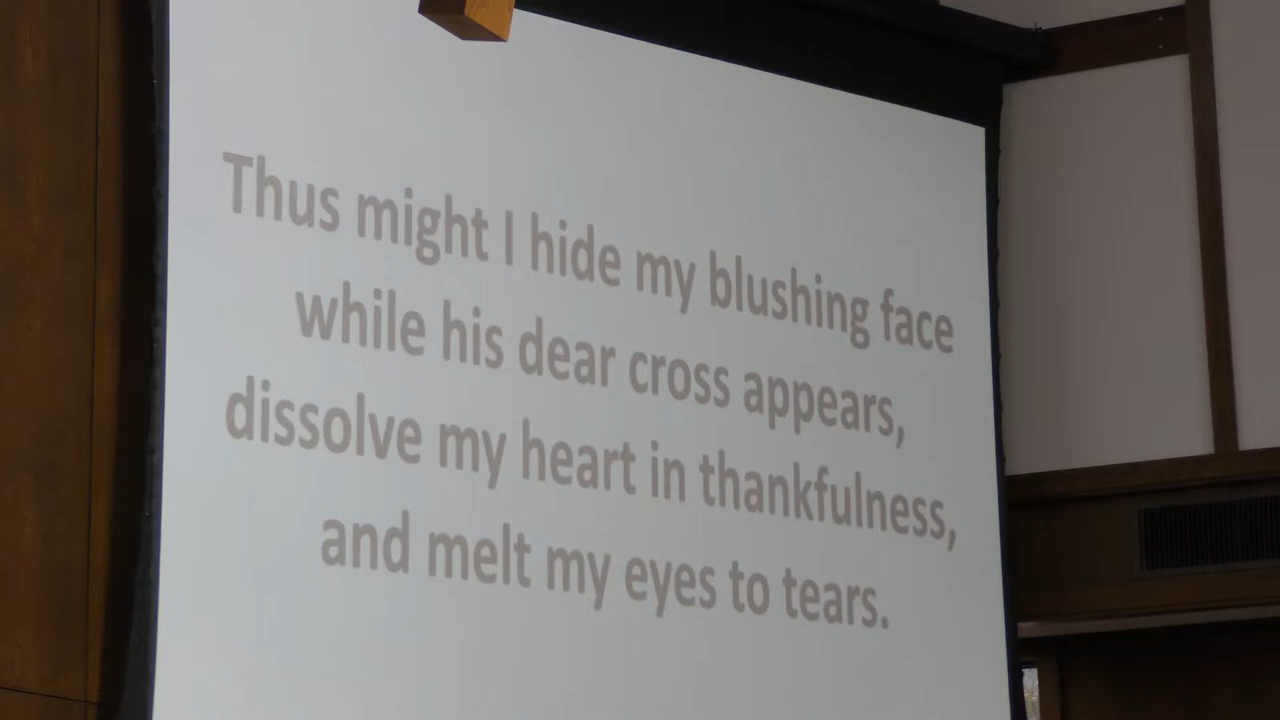 Thus might I hide my blushing face
while his dear cross appears,
dissolve my heart in thankfulness,
and melt my eyes to tears.